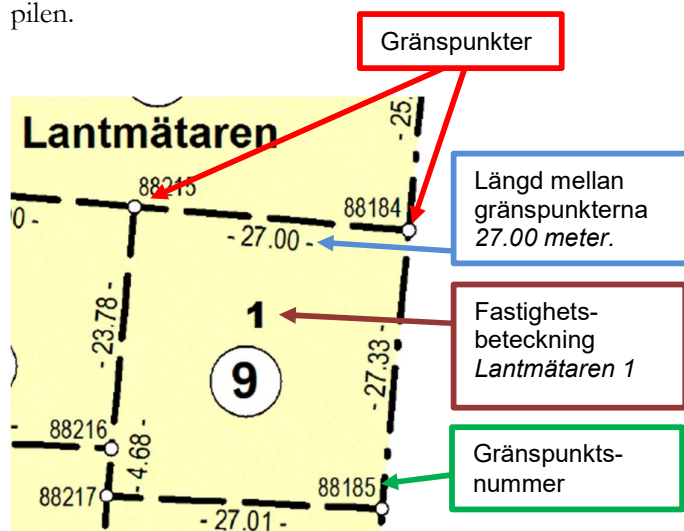 pilen.
Gränspunkter
- 25.
Lantmätaren
88215
88184
Längd mellan
gränspunkterna
27.00 meter.
- 27.00 -
- 23.78 -
1
Fastighets-
beteckning
Lantmätaren 1
9
- 27.33 -
88216
- 4.68 -
88217
88185
Gränspunkts-
nummer
- 27.01 -